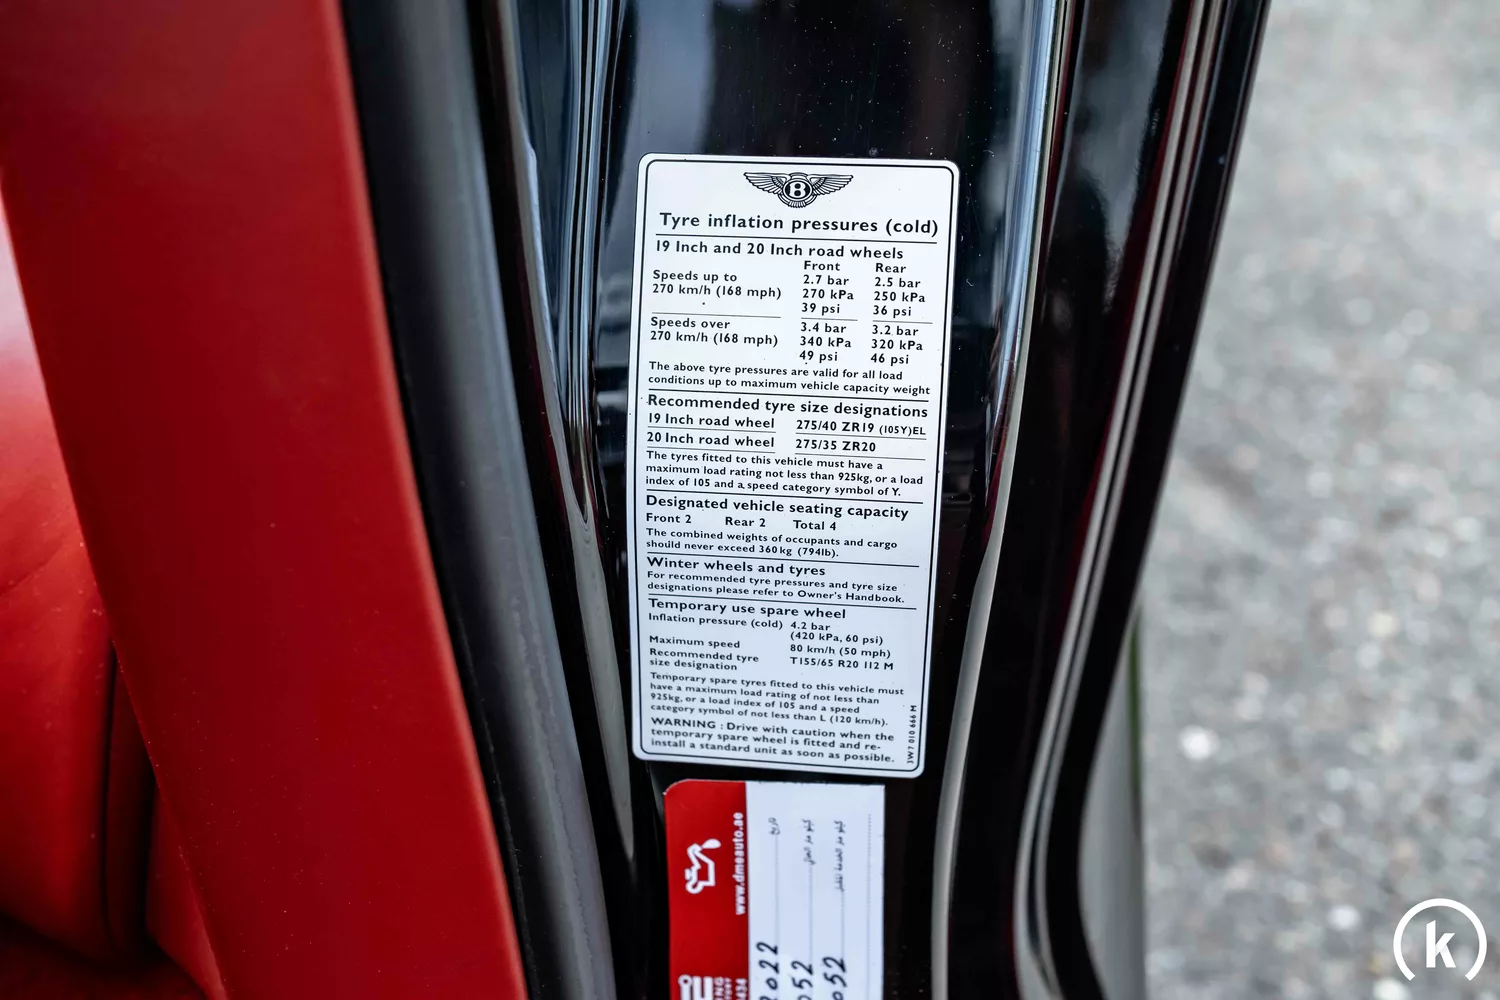 B
Tyre inflation pressures (cold)
19 Inch and 20 Inch road wheels
Front Rear
Speeds up to 2.7 bar 2.5 bar
270 km/h (168 mph) 270 kPa 250 kPa
39 psi 36 psi
Speeds over 3.4 bar 3.2 bar
270 km/h (168 mph) 340 kPa 320 kPa
49 psi 46 psi
The above tyre pressures are valid for all load
conditions up to maximum vehicle capacity weight
Recommended tyre size designations
19 Inch road wheel 275/40 ZR19 (105Y)EL
20 Inch road wheel 275/35 ZR20
The tyres fitted to this vehicle must have a
maximum load rating not less than 925kg, or a load
index of 105 and a speed category symbol of Y.
Designated vehicle seating capacity
Front 2 Rear 2 Total 4
The combined weights of occupants and cargo
should never exceed 360kg (794lb).
Winter wheels and tyres
For recommended tyre pressures and tyre size
designations please refer to Owner's Handbook.
Temporary use spare wheel
Inflation pressure (cold) 4.2 bar
(420 kPa, 60 psi)
Maximum speed 80 km/h (50 mph)
Recommended tyre T155/65 R20 112 M
size designation
Temporary spare tyres fitted to this vehicle must
have a maximum load rating of not less than
925kg, or a load index of 105 and a speed
category symbol of not less than L (120 km/h).
WARNING : Drive with caution when the
temporary spare wheel is fitted and re-
install a standard unit as soon as possible.
3W7 010 666 M
www.dmeauto.ae
تاريخ
2022
كيلو متر الحالي
052
052
k